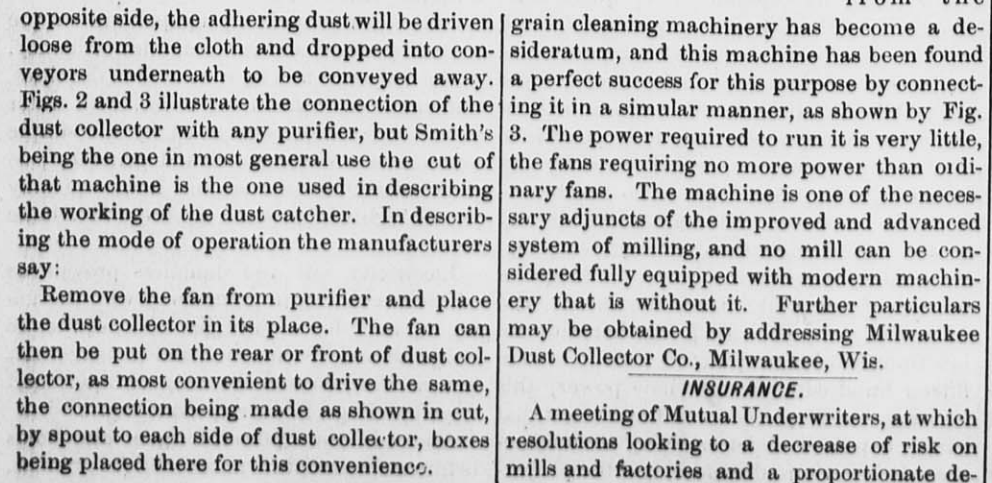 opposite side, the adhering dust will be driven
loose from the cloth and dropped into con-
veyors underneath to be conveyed away.
Figs. 2 and 3 illustrate the connection of the
dust collector with any purifier, but Smith's
being the one in most general use the cut of
that machine is the one used in describing
the working of the dust catcher. In describ-
ing the mode of operation the manufacturers
say:
Remove the fan from purifier and place
the dust collector in its place. The fan can
then be put on the rear or front of dust col-
lector, as most convenient to drive the same,
the connection being made as shown in cut,
by spout to each side of dust collector, boxes
being placed there for this convenience.
from the
grain cleaning machinery has become a de-
sideratum, and this machine has been found
a perfect success for this purpose by connect-
ing it in a simular manner, as shown by Fig.
3. The power required to run it is very little,
the fans requiring no more power than oidi-
nary fans. The machine is one of the neces-
sary adjuncts of the improved and advanced
system of milling, and no mill can be con-
sidered fully equipped with modern machin-
ery that is without it. Further particulars
may be obtained by addressing Milwaukee
Dust Collector Co., Milwaukee, Wis.
INSURANCE.
A meeting of Mutual Underwriters, at which
resolutions looking to a decrease of risk on
mills and factories and a proportionate de-